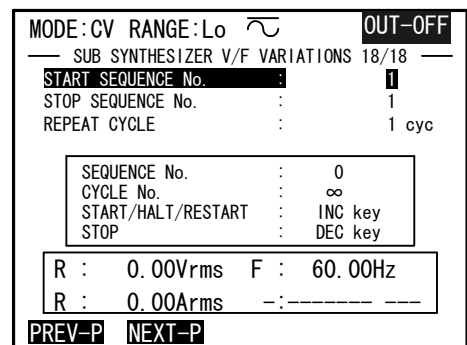 MODE:CV RANGE:Lo OUT-OFF
SUB SYNTHESIZER V/F VARIATIONS 18/18
START SEQUENCE No. : 1
STOP SEQUENCE No. : 1
REPEAT CYCLE : 1 cyc
SEQUENCE No. : 0
CYCLE No. : ∞
START/HALT/RESTART : INC key
STOP : DEC key
R : 0.00Vrms F : 60.00Hz
R : 0.00Arms -:------- ---
PREV-P NEXT-P